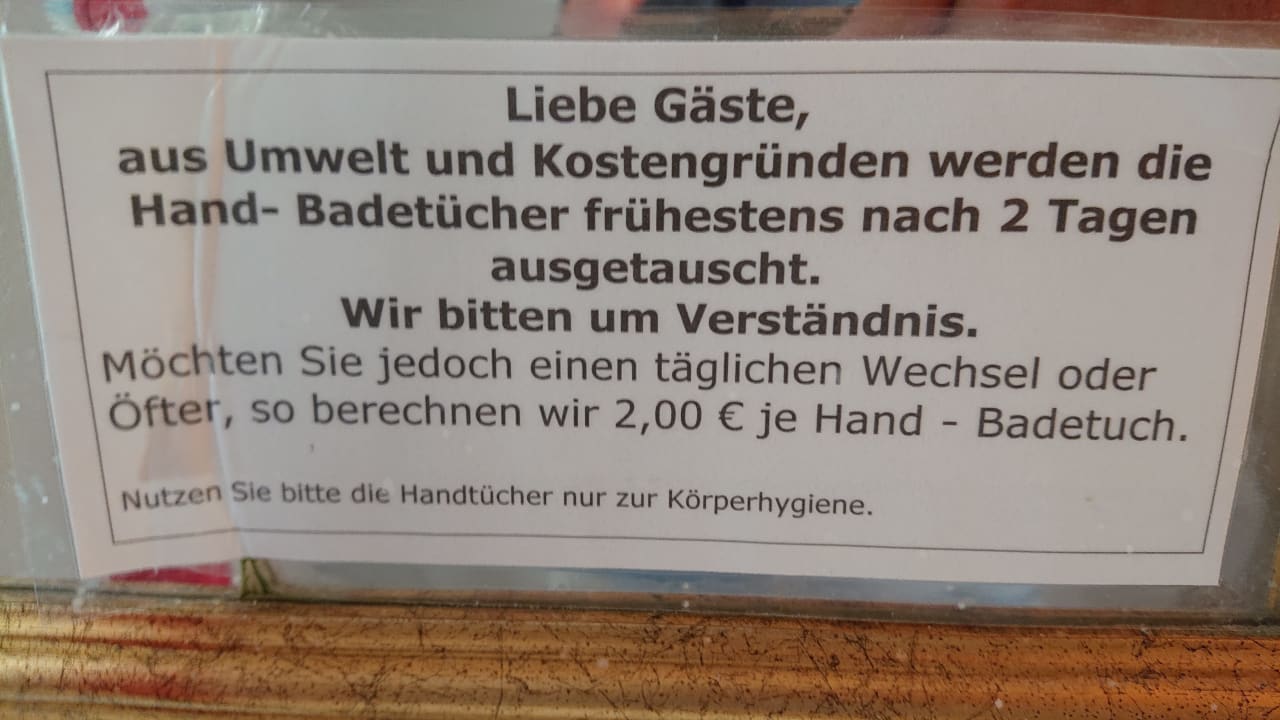 Liebe Gäste,
aus Umwelt und Kostengründen werden die
Hand- Badetücher frühestens nach 2 Tagen
ausgetauscht.
Wir bitten um Verständnis.
Möchten Sie jedoch einen täglichen Wechsel oder
Öfter, so berechnen wir 2,00 € je Hand - Badetuch.
Nutzen Sie bitte die Handtücher nur zur Körperhygiene.